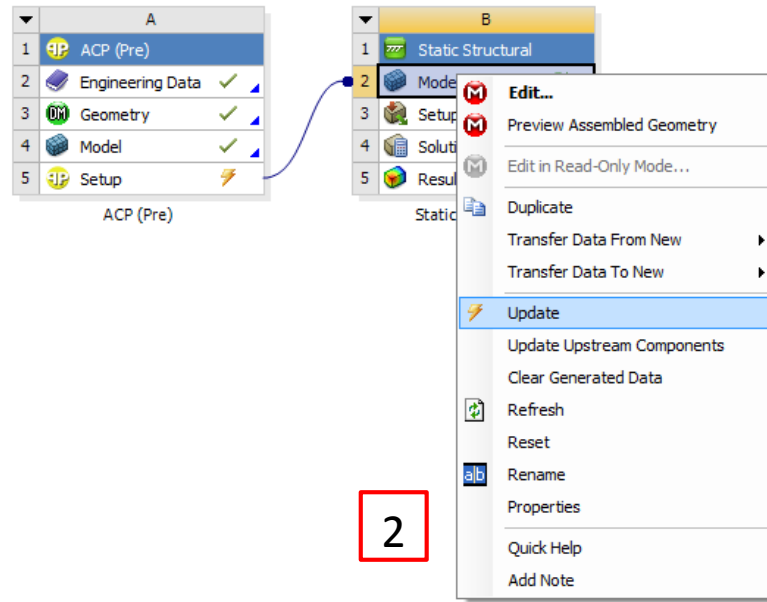 A
1 ACP (Pre)
2 Engineering Data
3 Geometry
4 Model
5 Setup
ACP (Pre)
B
1 Static Structural
2 Mode
3 Setup
4 Soluti
5 Resul
Static
Edit...
Preview Assembled Geometry
Edit in Read-Only Mode...
Duplicate
Transfer Data From New
Transfer Data To New
Update
Update Upstream Components
Clear Generated Data
Refresh
Reset
a|b Rename
Properties
Quick Help
Add Note
2